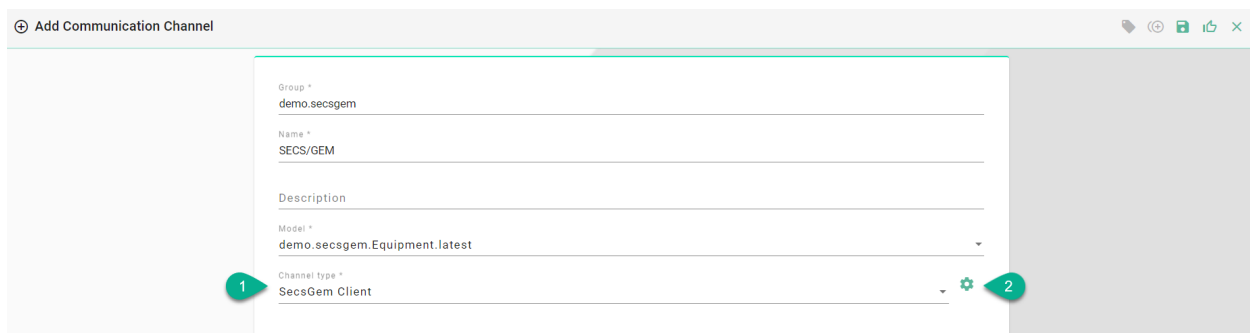 Add Communication Channel
Group *
demo.secsgem
Name *
SECS/GEM
Description
Model *
demo.secsgem.Equipment.latest
Channel type *
1
SecsGem Client
2